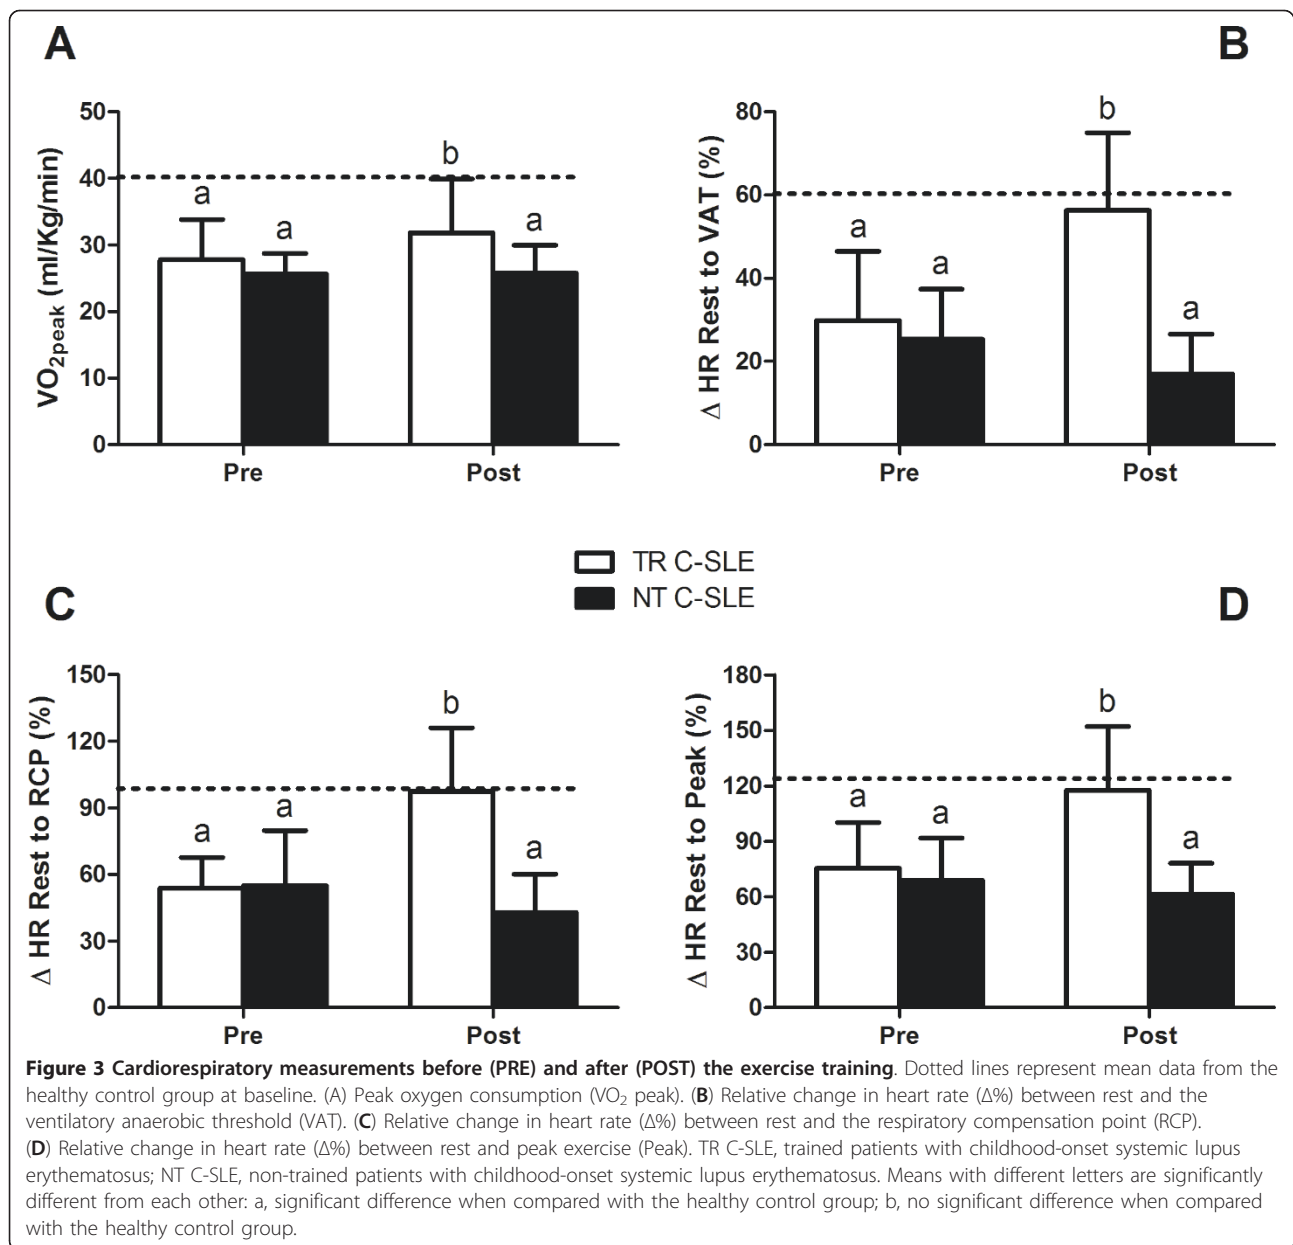 A
B
50
40
30
20
10
0
VO2peak (ml/Kg/min)
a
a
b
a
Pre
Post
80
60
40
20
0
Δ HR Rest to VAT (%)
a
a
b
a
Pre
Post
TR C-SLE
NT C-SLE
C
D
150
120
90
60
30
0
Δ HR Rest to RCP (%)
a
a
b
a
Pre
Post
180
150
120
90
60
30
0
Δ HR Rest to Peak (%)
a
a
b
a
Pre
Post
Figure 3 Cardiorespiratory measurements before (PRE) and after (POST) the exercise training. Dotted lines represent mean data from the
healthy control group at baseline. (A) Peak oxygen consumption (VO2 peak). (B) Relative change in heart rate (Δ%) between rest and the
ventilatory anaerobic threshold (VAT). (C) Relative change in heart rate (Δ%) between rest and the respiratory compensation point (RCP).
(D) Relative change in heart rate (Δ%) between rest and peak exercise (Peak). TR C-SLE, trained patients with childhood-onset systemic lupus
erythematosus; NT C-SLE, non-trained patients with childhood-onset systemic lupus erythematosus. Means with different letters are significantly
different from each other: a, significant difference when compared with the healthy control group; b, no significant difference when compared
with the healthy control group.